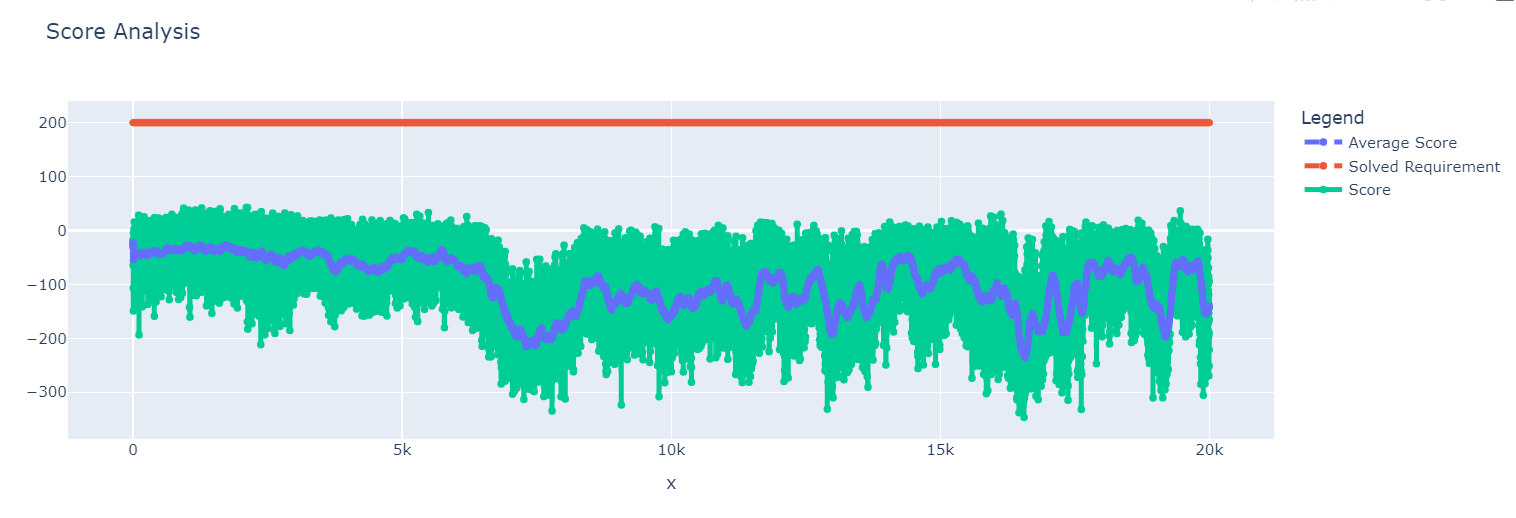 Score Analysis
200
100
0
−100
−200
−300
0
5k
10k
15k
20k
x
Legend
Average Score
Solved Requirement
Score